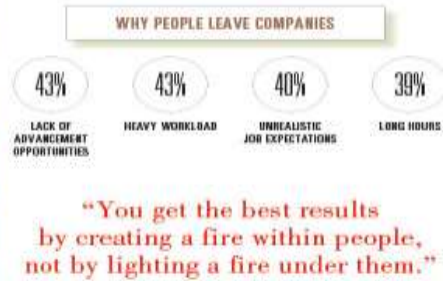 WHY PEOPLE LEAVE COMPANIES
43%
LACK OF
ADVANCEMENT
OPPORTUNITIES
43%
HEAVY WORKLOAD
40%
UNREALISTIC
JOB EXPECTATIONS
39%
LONG HOURS
“You get the best results
by creating a fire within people,
not by lighting a fire under them.”